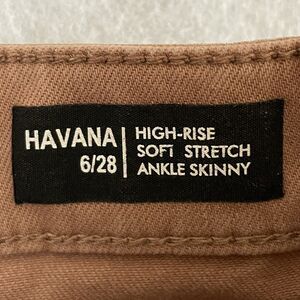 HAVANA
6/28
HIGH-RISE
SOFT STRETCH
ANKLE SKINNY